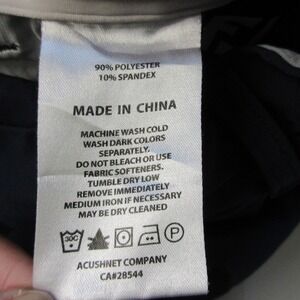 90% POLYESTER
10% SPANDEX
MADE IN CHINA
MACHINE WASH COLD
WASH DARK COLORS
SEPARATELY.
DO NOT BLEACH OR USE
FABRIC SOFTENERS.
TUMBLE DRY LOW
REMOVE IMMEDIATELY
MEDIUM IRON IF NECESSARY
MAY BE DRY CLEANED
30C P
ACUSHNET COMPANY
CA#28544